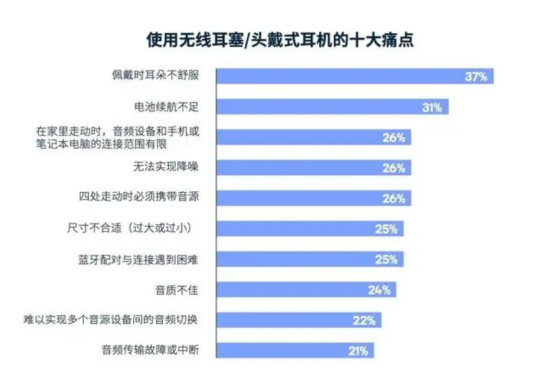 使用无线耳塞/头戴式耳机的十大痛点
佩戴时耳朵不舒服 37%
电池续航不足 31%
在家里走动时，音频设备和手机或
笔记本电脑的连接范围有限 26%
无法实现降噪 26%
四处走动时必须携带音源 26%
尺寸不合适（过大或过小） 25%
蓝牙配对与连接遇到困难 25%
音质不佳 24%
难以实现多个音源设备间的音频切换 22%
音频传输故障或中断 21%